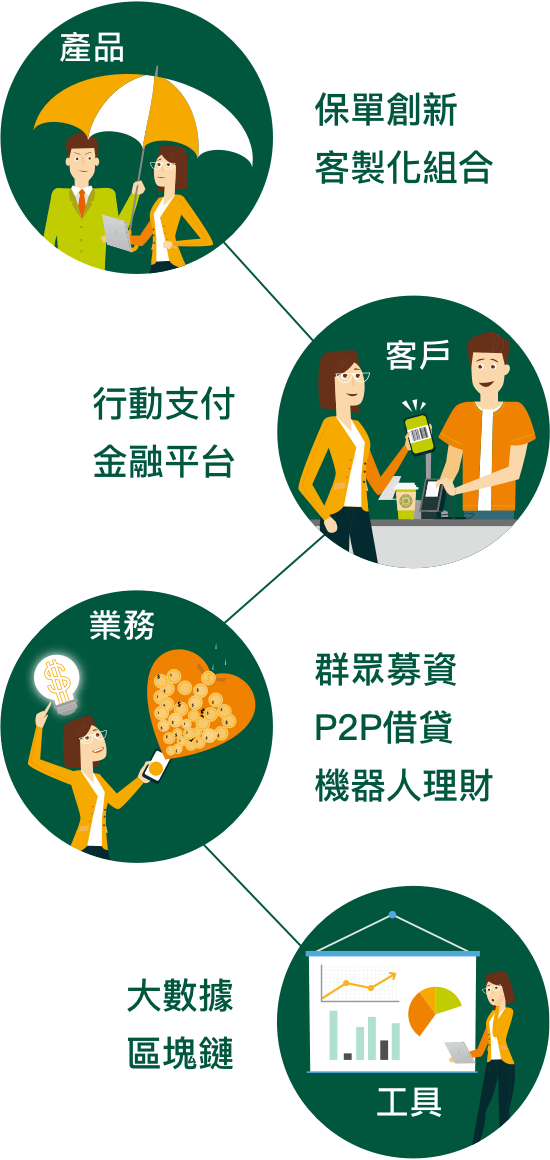 產品
保單創新
客製化組合
客戶
行動支付
金融平台
業務
群眾募資
P2P借貸
機器人理財
大數據
區塊鏈
工具